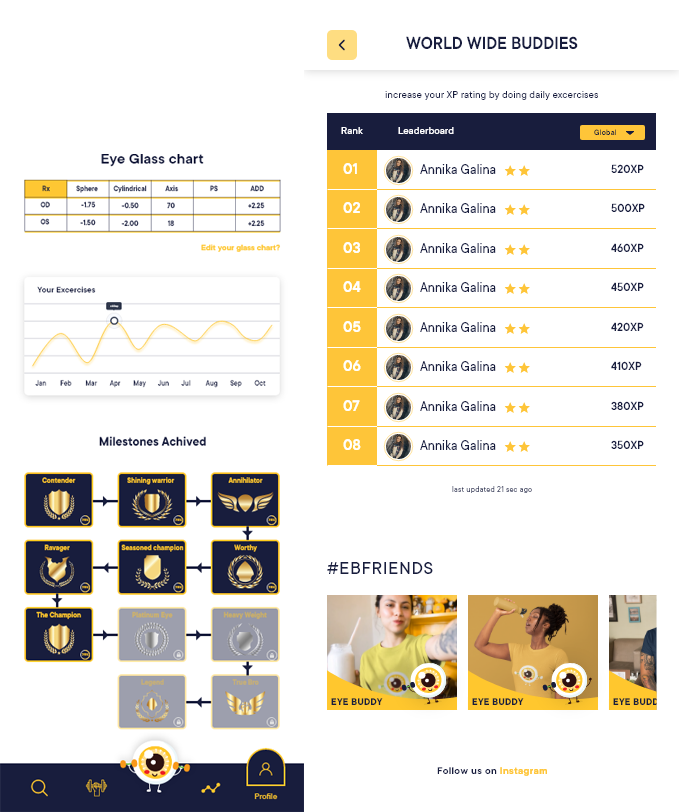 Eye Glass chart
Rx Sphere Cylindrical Axis PS ADD
OD -1.75 -0.50 70 +2.25
OS -1.50 -2.00 18 +2.25
Edit your glass chart?
Your Excercises
Jan Feb Mar Apr May Jun Jul Aug Sep Oct
Milestones Achived
Contender Shining warrior Annihilator
Ravager Seasoned champion Worthy
The Champion Platinum Eye Heavy Weight
Legend True Bro
Profile
WORLD WIDE BUDDIES
increase your XP rating by doing daily excercises
Rank Leaderboard Global
01 Annika Galina 520XP
02 Annika Galina 500XP
03 Annika Galina 460XP
04 Annika Galina 450XP
05 Annika Galina 420XP
06 Annika Galina 410XP
07 Annika Galina 380XP
08 Annika Galina 350XP
last updated 21 sec ago
#EBFRIENDS
EYE BUDDY EYE BUDDY EYE BUDD
Follow us on Instagram